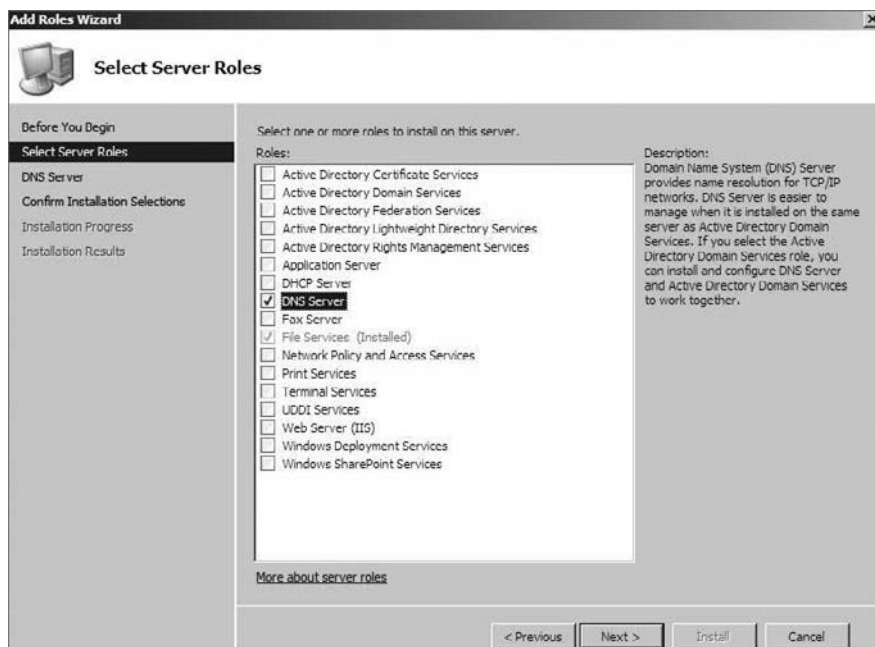 Add Roles Wizard
Select Server Roles
Before You Begin
Select Server Roles
DNS Server
Confirm Installation Selections
Installation Progress
Installation Results
Select one or more roles to install on this server.
Roles:
Active Directory Certificate Services
Active Directory Domain Services
Active Directory Federation Services
Active Directory Lightweight Directory Services
Active Directory Rights Management Services
Application Server
DHCP Server
DNS Server
Fax Server
File Services (Installed)
Network Policy and Access Services
Print Services
Terminal Services
UDDI Services
Web Server (IIS)
Windows Deployment Services
Windows SharePoint Services
More about server roles
Description:
Domain Name System (DNS) Server
provides name resolution for TCP/IP
networks. DNS Server is easier to
manage when it is installed on the same
server as Active Directory Domain
Services. If you select the Active
Directory Domain Services role, you
can install and configure DNS Server
and Active Directory Domain Services
to work together.
< Previous
Next >
Install
Cancel